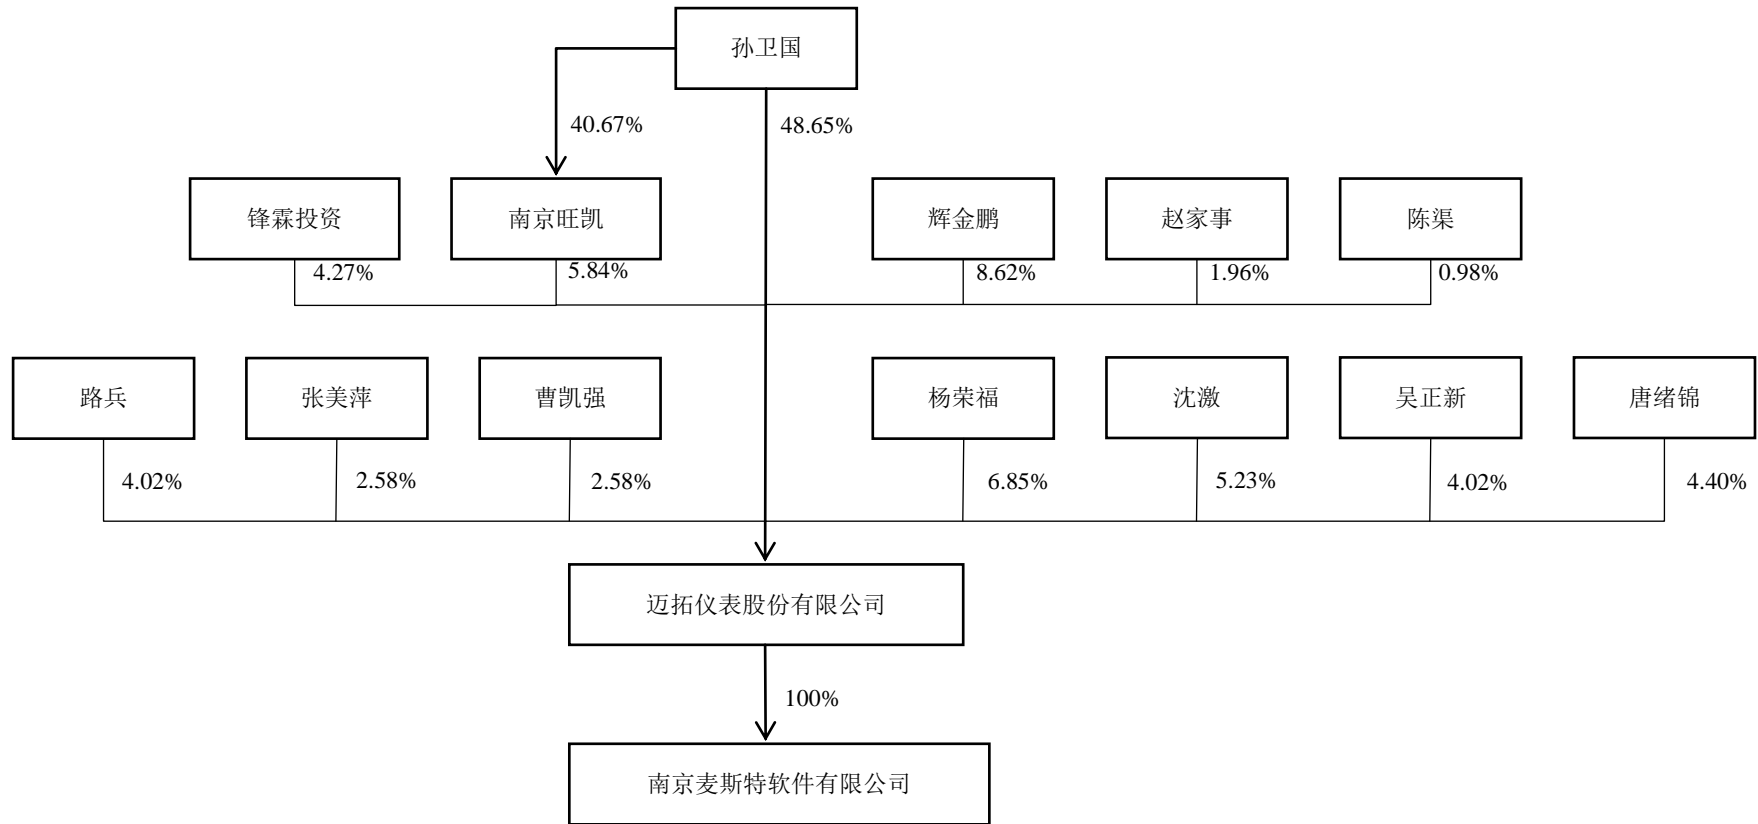 孙卫国
40.67%
48.65%
锋霖投资
南京旺凯
辉金鹏
赵家事
陈渠
4.27%
5.84%
8.62%
1.96%
0.98%
路兵
张美萍
曹凯强
杨荣福
沈激
吴正新
唐绪锦
4.02%
2.58%
2.58%
6.85%
5.23%
4.02%
4.40%
迈拓仪表股份有限公司
100%
南京麦斯特软件有限公司